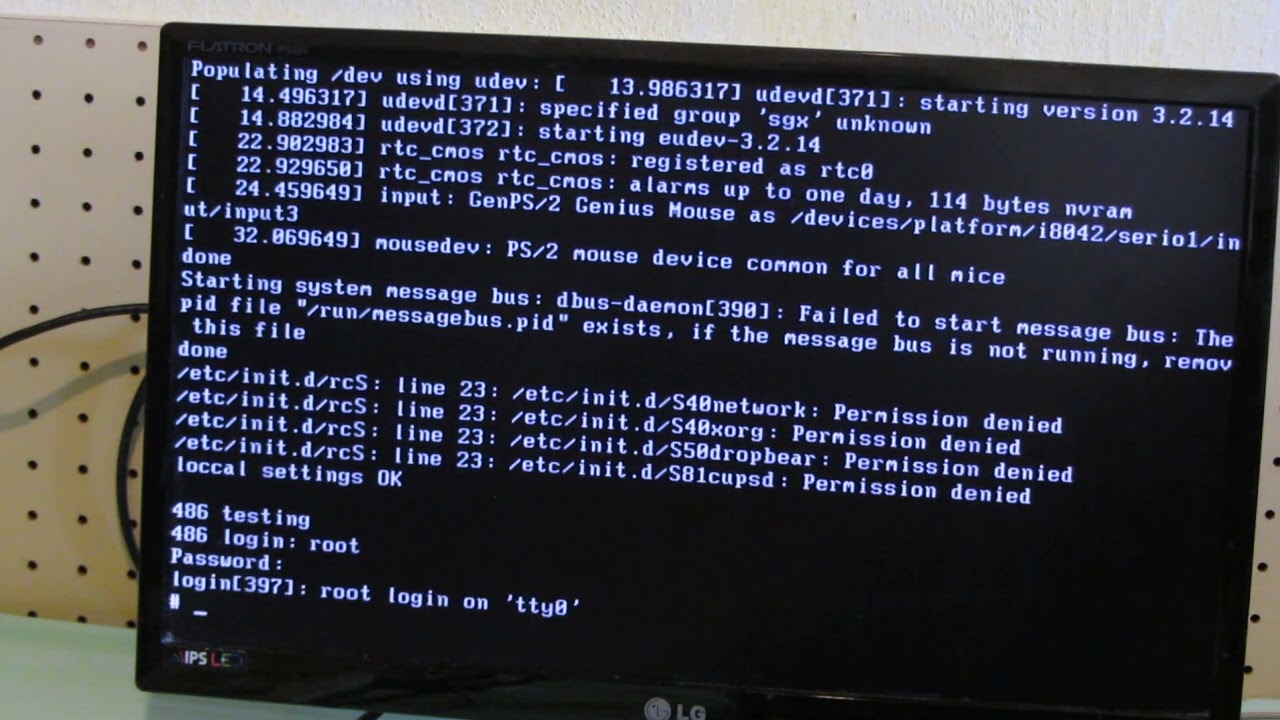 FLATRON
Populating /dev using udev: [   13.986317] udevd[371]: starting version 3.2.14
[   14.496317] udevd[371]: specified group 'sgx' unknown
[   14.882984] udevd[372]: starting eudev-3.2.14
[   22.902983] rtc_cmos rtc_cmos: registered as rtc0
[   22.929650] rtc_cmos rtc_cmos: alarms up to one day, 114 bytes nvram
[   24.459649] input: GenPS/2 Genius Mouse as /devices/platform/i8042/serio1/in
ut/input3
[   32.069649] mousedev: PS/2 mouse device common for all mice
done
Starting system message bus: dbus-daemon[390]: Failed to start message bus: The
pid file "/run/messagebus.pid" exists, if the message bus is not running, remov
this file
done
/etc/init.d/rcS: line 23: /etc/init.d/S40network: Permission denied
/etc/init.d/rcS: line 23: /etc/init.d/S40xorg: Permission denied
/etc/init.d/rcS: line 23: /etc/init.d/S50dropbear: Permission denied
/etc/init.d/rcS: line 23: /etc/init.d/S81cupsd: Permission denied
loccal settings OK
486 testing
486 login: root
Password:
login[397]: root login on 'tty0'
# _
IPS LED
LG